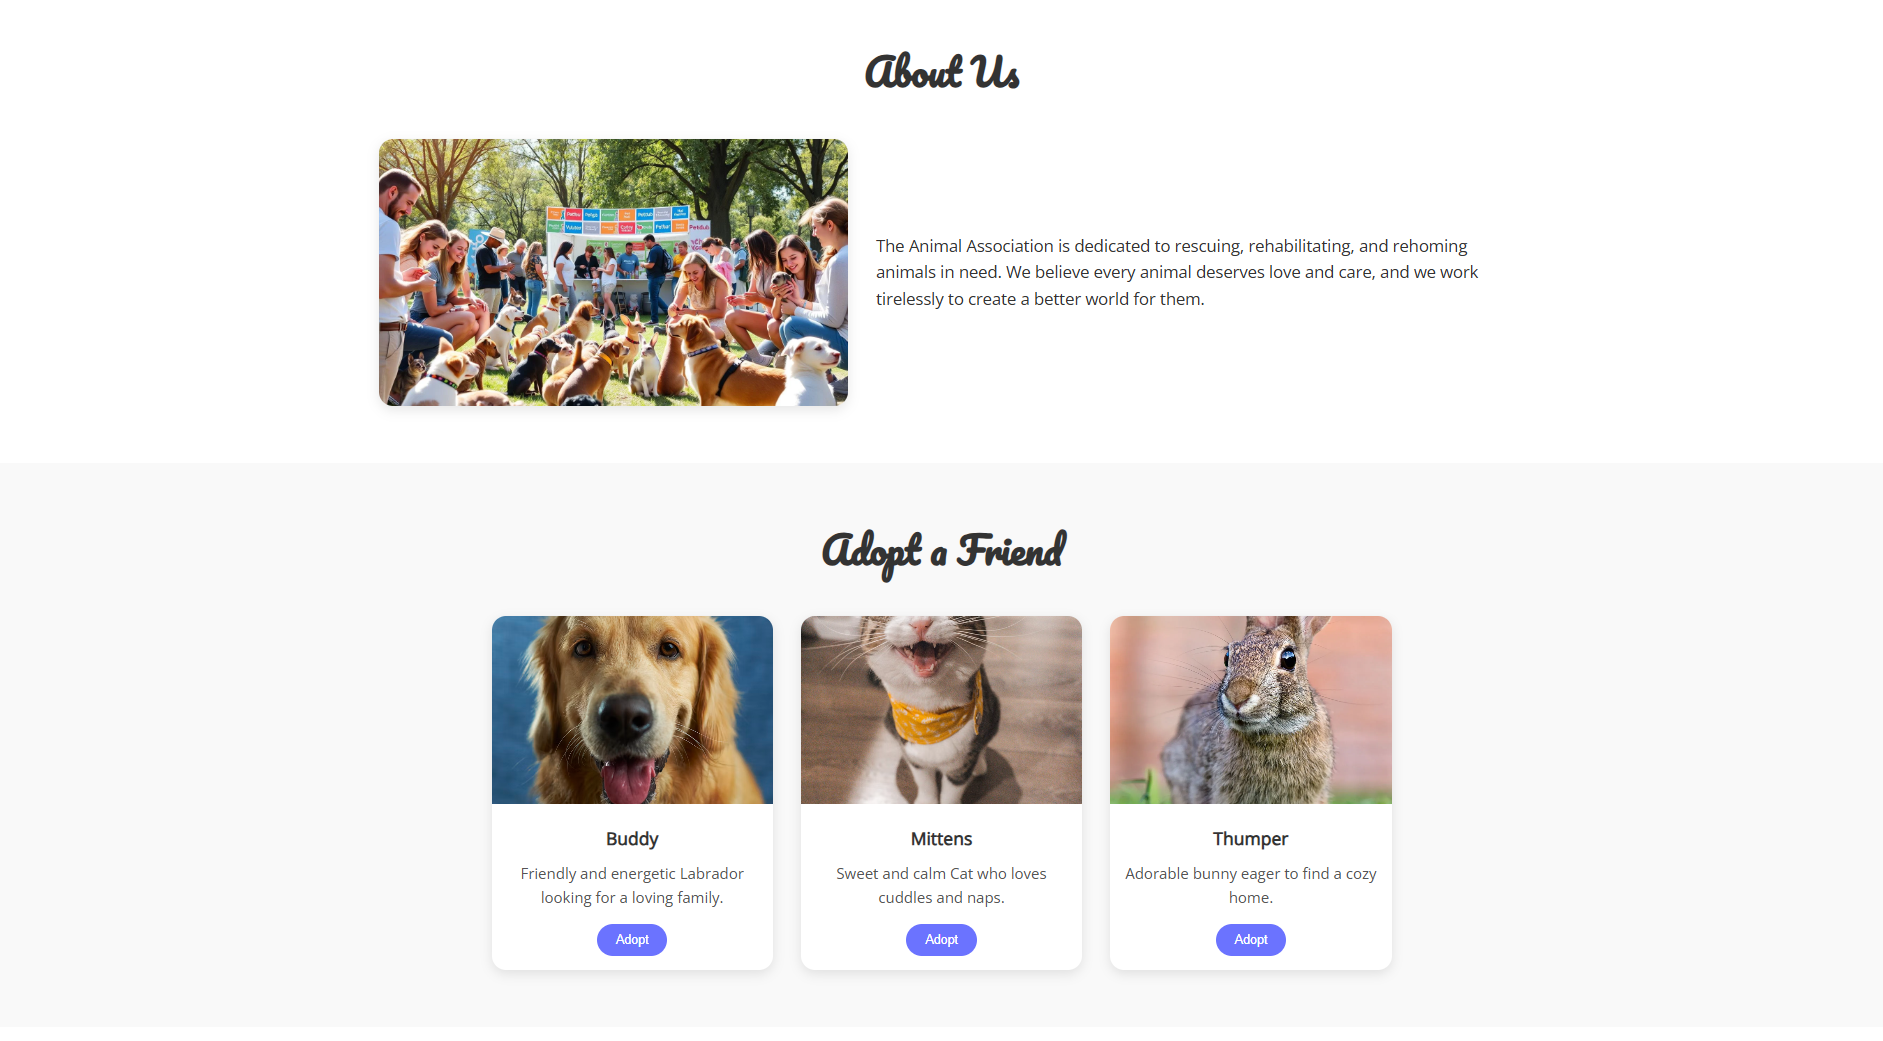 About Us
The Animal Association is dedicated to rescuing, rehabilitating, and rehoming
animals in need. We believe every animal deserves love and care, and we work
tirelessly to create a better world for them.
Adopt a Friend
Buddy
Friendly and energetic Labrador
looking for a loving family.
Adopt
Mittens
Sweet and calm Cat who loves
cuddles and naps.
Adopt
Thumper
Adorable bunny eager to find a cozy
home.
Adopt